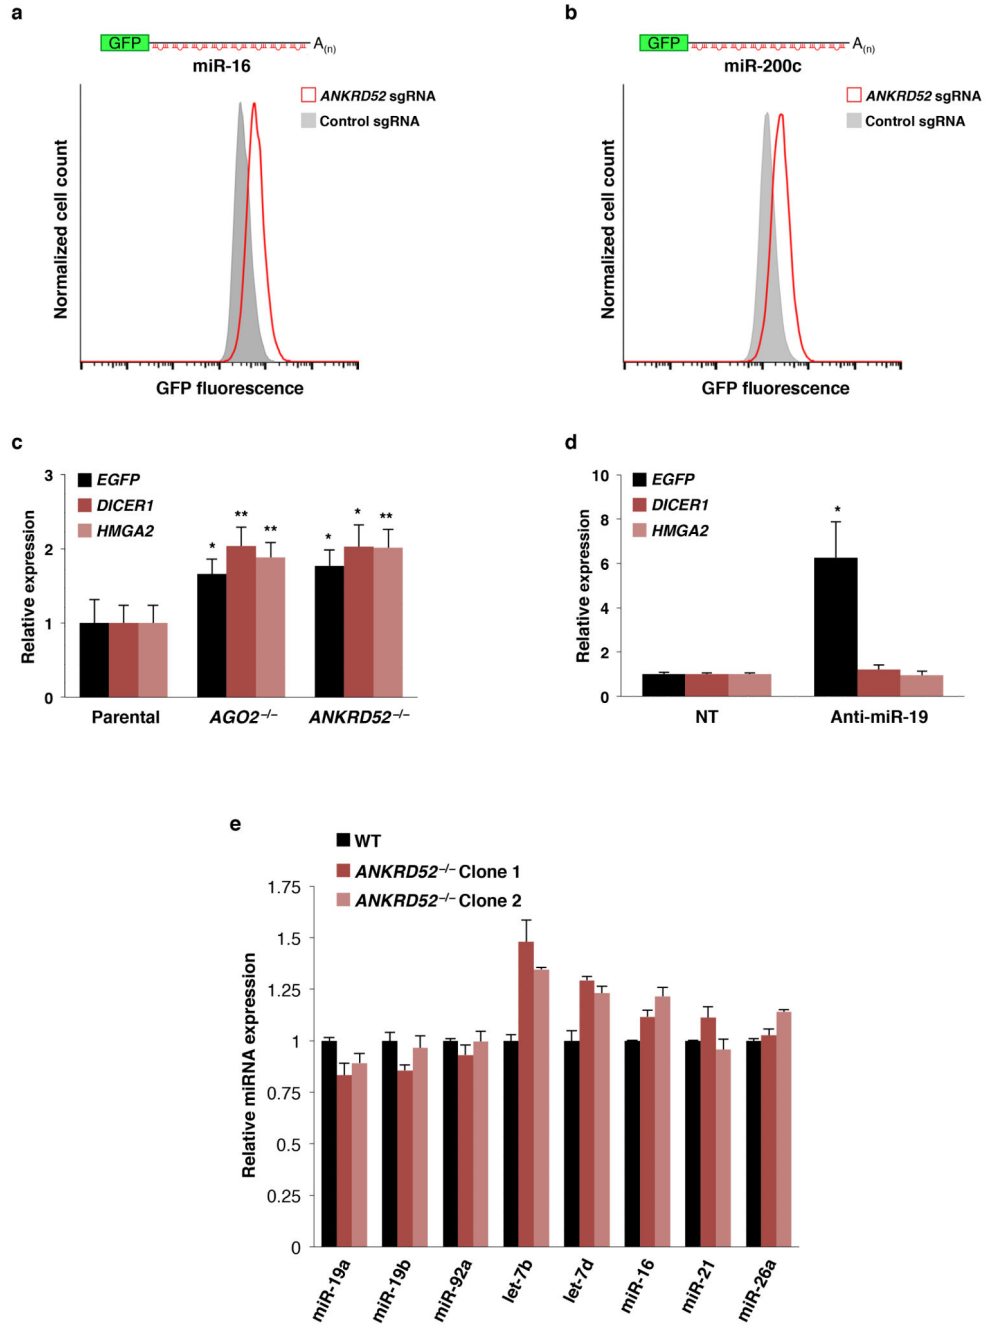 a
GFP
A(n)
miR-16
ANKRD52 sgRNA
Control sgRNA
Normalized cell count
GFP fluorescence
b
GFP
A(n)
miR-200c
ANKRD52 sgRNA
Control sgRNA
Normalized cell count
GFP fluorescence
c
EGFP
DICER1
HMGA2
Relative expression
3
2
1
0
* ** **
* * **
Parental
AGO2−/−
ANKRD52−/−
d
EGFP
DICER1
HMGA2
Relative expression
10
8
6
4
2
0
*
NT
Anti-miR-19
e
WT
ANKRD52−/− Clone 1
ANKRD52−/− Clone 2
Relative miRNA expression
1.75
1.5
1.25
1
0.75
0.5
0.25
0
miR-19a
miR-19b
miR-92a
let-7b
let-7d
miR-16
miR-21
miR-26a